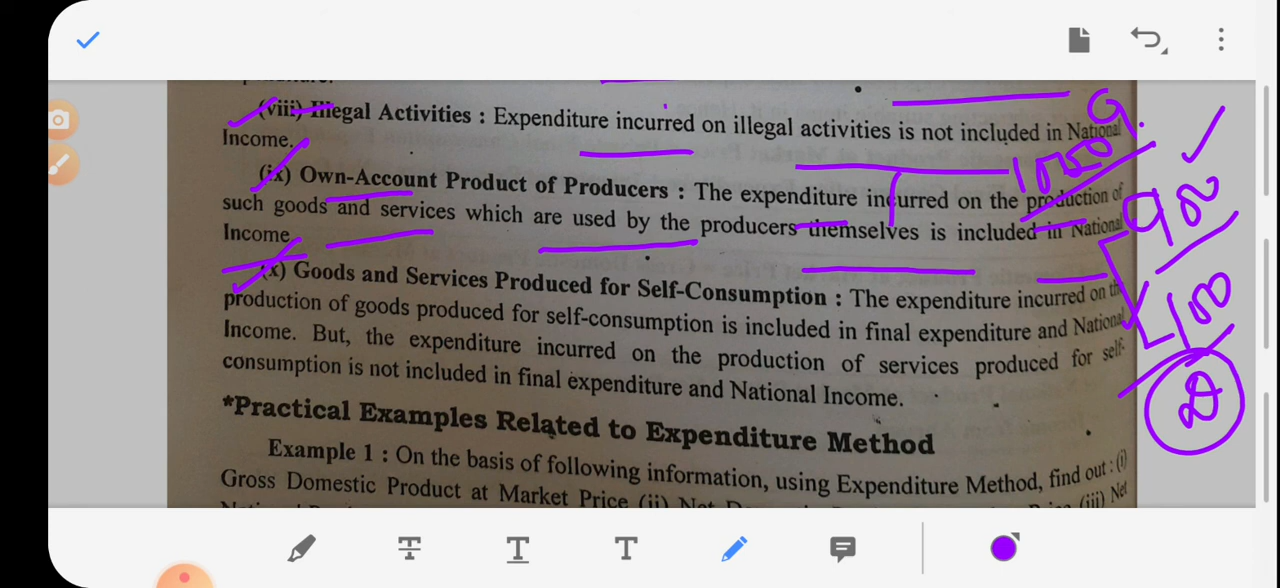 (viii) Illegal Activities : Expenditure incurred on illegal activities is not included in National
Income.
(ix) Own-Account Product of Producers : The expenditure incurred on the production of
such goods and services which are used by the producers themselves is included in National
Income.
(x) Goods and Services Produced for Self-Consumption : The expenditure incurred on the
production of goods produced for self-consumption is included in final expenditure and National
Income. But, the expenditure incurred on the production of services produced for self-
consumption is not included in final expenditure and National Income.
*Practical Examples Related to Expenditure Method
Example 1 : On the basis of following information, using Expenditure Method, find out : (i)
Gross Domestic Product at Market Price (ii) Net
(iii) Net
900
100
T
T
T